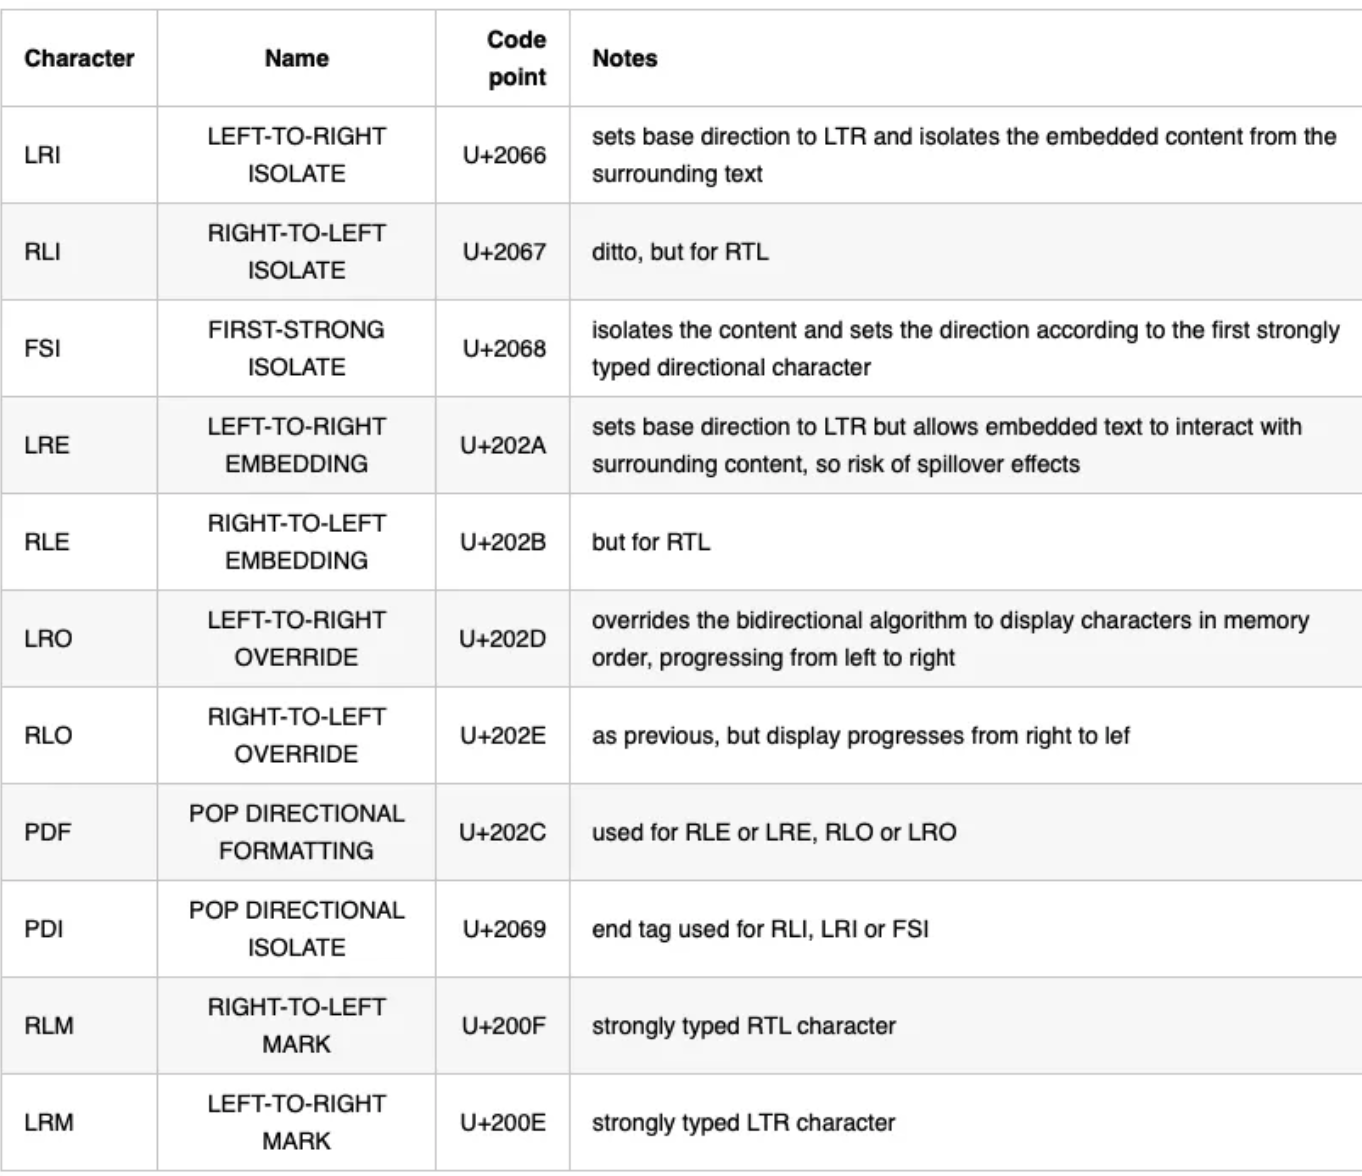 Character Name Code point Notes
LRI LEFT-TO-RIGHT ISOLATE U+2066 sets base direction to LTR and isolates the embedded content from the surrounding text
RLI RIGHT-TO-LEFT ISOLATE U+2067 ditto, but for RTL
FSI FIRST-STRONG ISOLATE U+2068 isolates the content and sets the direction according to the first strongly typed directional character
LRE LEFT-TO-RIGHT EMBEDDING U+202A sets base direction to LTR but allows embedded text to interact with surrounding content, so risk of spillover effects
RLE RIGHT-TO-LEFT EMBEDDING U+202B but for RTL
LRO LEFT-TO-RIGHT OVERRIDE U+202D overrides the bidirectional algorithm to display characters in memory order, progressing from left to right
RLO RIGHT-TO-LEFT OVERRIDE U+202E as previous, but display progresses from right to lef
PDF POP DIRECTIONAL FORMATTING U+202C used for RLE or LRE, RLO or LRO
PDI POP DIRECTIONAL ISOLATE U+2069 end tag used for RLI, LRI or FSI
RLM RIGHT-TO-LEFT MARK U+200F strongly typed RTL character
LRM LEFT-TO-RIGHT MARK U+200E strongly typed LTR character